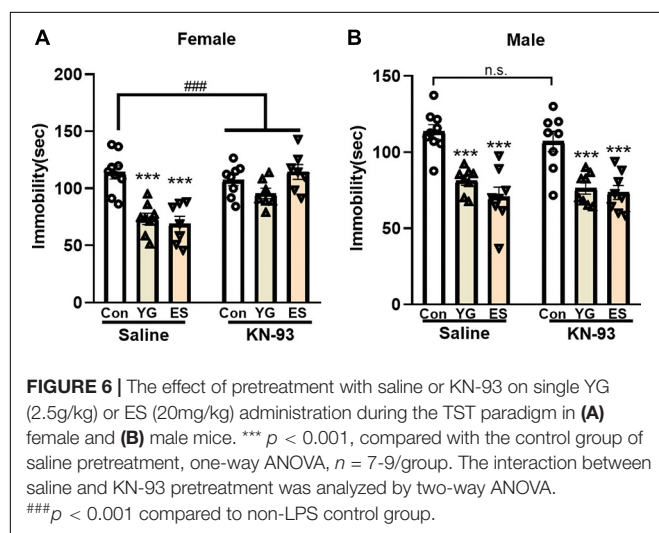 A
Female
B
Male
###
n.s.
200
150
100
50
0
Immobility(sec)
*** ***
Con YG ES Con YG ES
Saline KN-93
150
100
50
0
Immobility(sec)
*** *** *** ***
Con YG ES Con YG ES
Saline KN-93
FIGURE 6 | The effect of pretreatment with saline or KN-93 on single YG
(2.5g/kg) or ES (20mg/kg) administration during the TST paradigm in (A)
female and (B) male mice. *** p < 0.001, compared with the control group of
saline pretreatment, one-way ANOVA, n = 7-9/group. The interaction between
saline and KN-93 pretreatment was analyzed by two-way ANOVA.
###p < 0.001 compared to non-LPS control group.